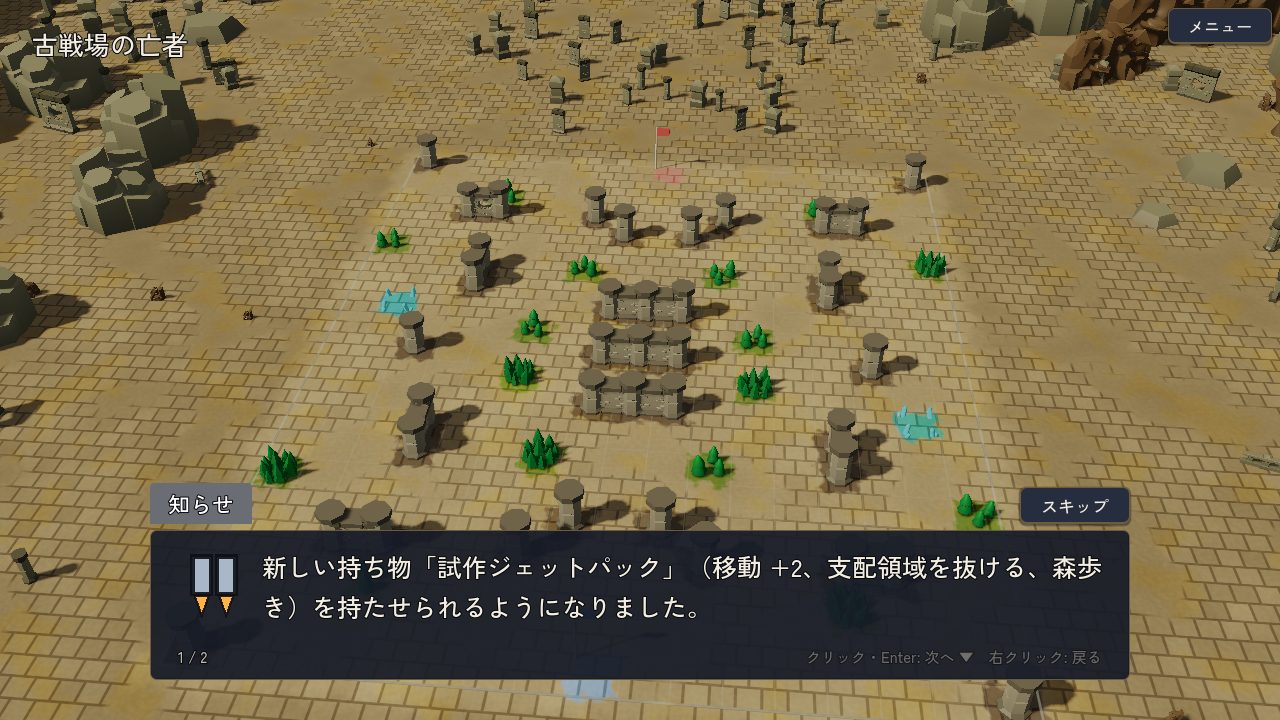 古戦場の亡者
メニュー
知らせ
スキップ
新しい持ち物「試作ジェットパック」（移動 +2、支配領域を抜ける、森歩
き）を持たせられるようになりました。
1 / 2
クリック・Enter: 次へ ▼ 右クリック: 戻る